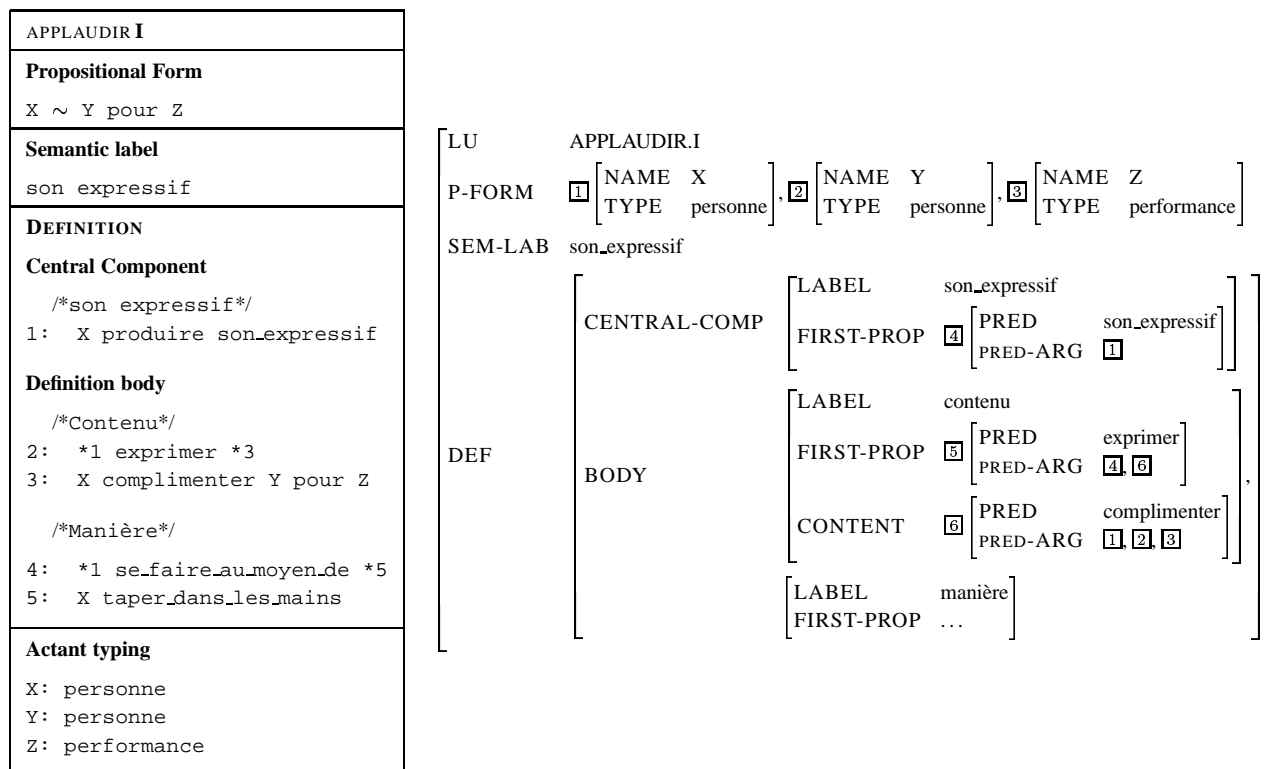 APPLAUDIR I
Propositional Form
X ∼ Y pour Z
Semantic label
son expressif
DEFINITION
Central Component
/*son expressif*/
1: X produire son_expressif
Definition body
/*Contenu*/
2: *1 exprimer *3
3: X complimenter Y pour Z
/*Manière*/
4: *1 se_faire_au_moyen_de *5
5: X taper_dans_les_mains
Actant typing
X: personne
Y: personne
Z: performance
LU APPLAUDIR.I
P-FORM 1 [NAME X
TYPE personne], 2 [NAME Y
TYPE personne], 3 [NAME Z
TYPE performance]
SEM-LAB son_expressif
DEF
CENTRAL-COMP
LABEL son_expressif
FIRST-PROP 4 [PRED son_expressif
PRED-ARG 1]
BODY
LABEL contenu
FIRST-PROP 5 [PRED exprimer
PRED-ARG 4, 6]
CONTENT 6 [PRED complimenter
PRED-ARG 1, 2, 3] ,
LABEL manière
FIRST-PROP ...